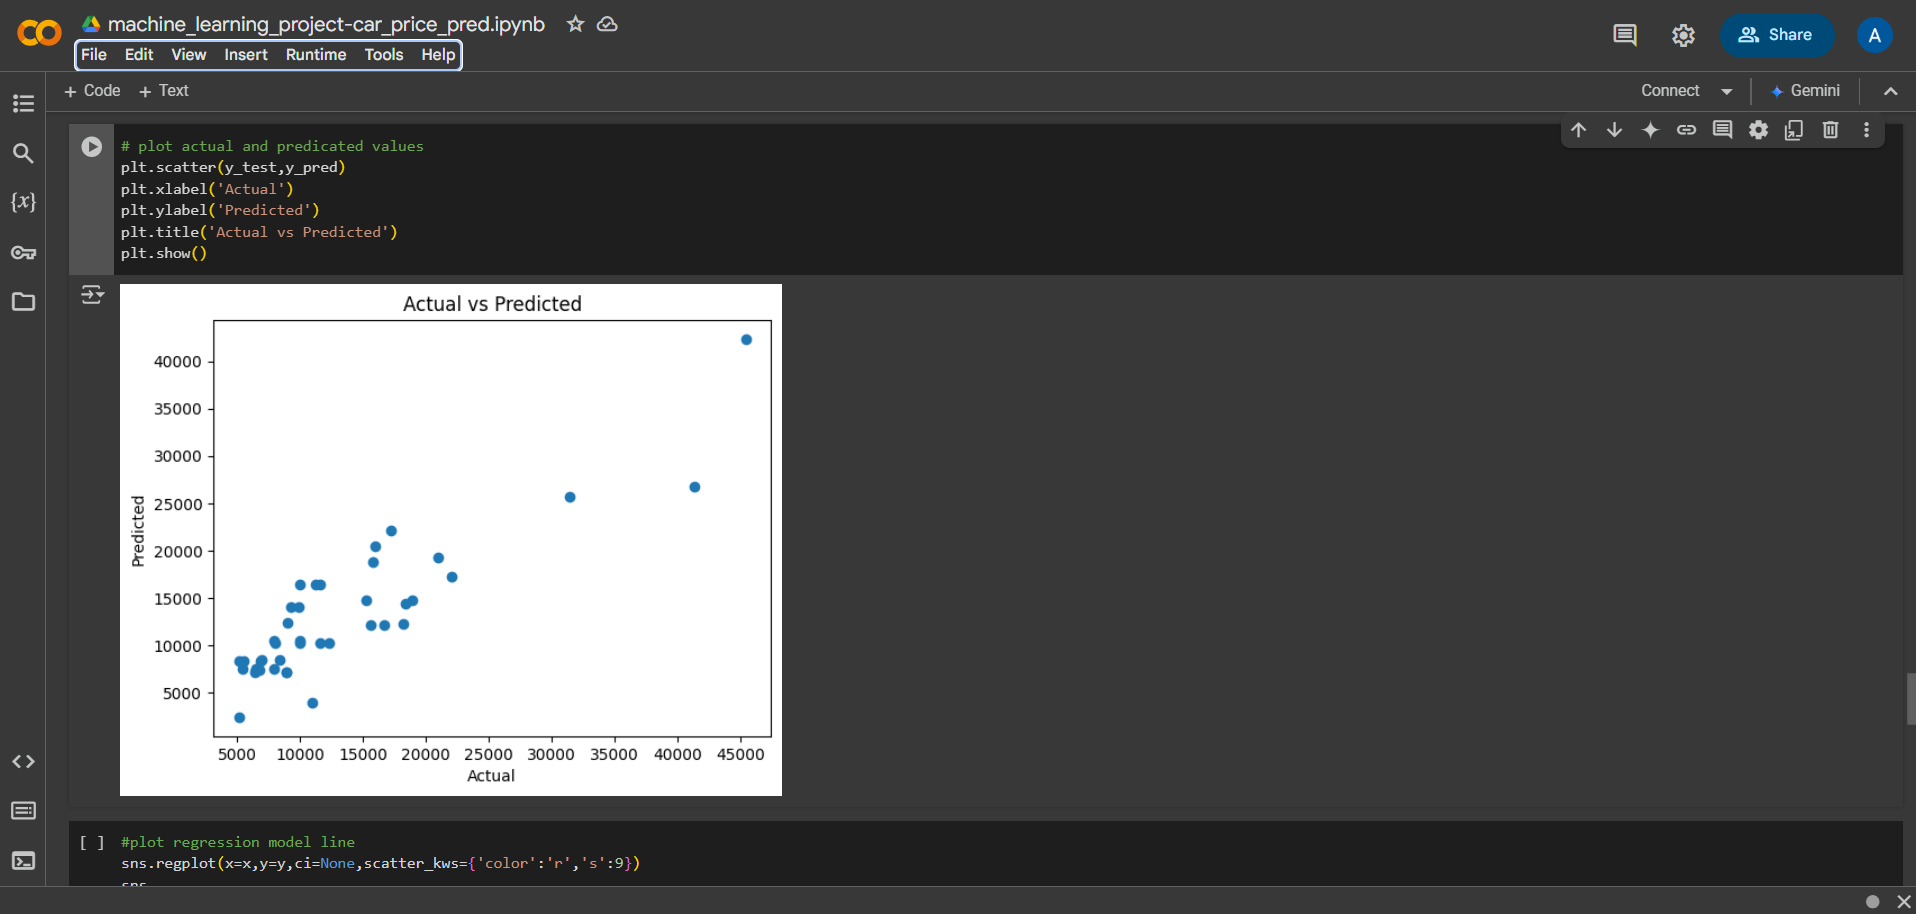 machine_learning_project-car_price_pred.ipynb
File Edit View Insert Runtime Tools Help
Share
A
+ Code + Text
Connect
Gemini
# plot actual and predicated values
plt.scatter(y_test,y_pred)
plt.xlabel('Actual')
plt.ylabel('Predicted')
plt.title('Actual vs Predicted')
plt.show()
{x}
Actual vs Predicted
40000
35000
30000
25000
20000
15000
10000
5000
Predicted
5000 10000 15000 20000 25000 30000 35000 40000 45000
Actual
[ ] #plot regression model line
sns.regplot(x=x,y=y,ci=None,scatter_kws={'color':'r','s':9})